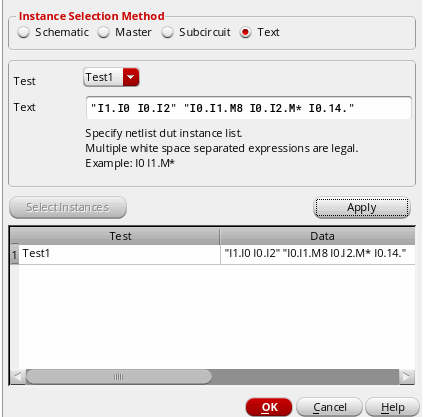 Instance Selection Method
Schematic Master Subcircuit Text
Test Test1
Text "I1.I0 I0.I2" "I0.I1.M8 I0.I2.M* I0.14."
Specify netlist dut instance list.
Multiple white space separated expressions are legal.
Example: I0 I1.M*
Select Instances Apply
Test Data
1 Test1 "I1.I0 I0.I2" "I0.I1.M8 I0.I2.M* I0.14."
OK Cancel Help